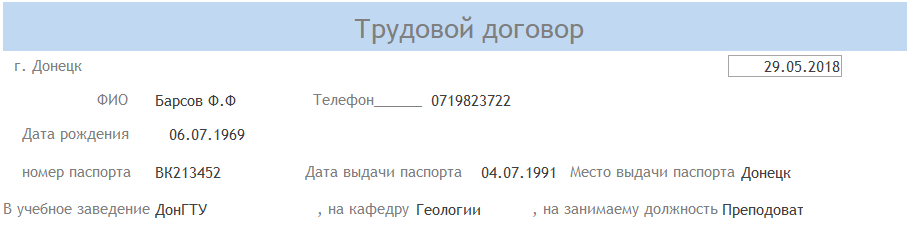 Трудовой договор
г. Донецк 29.05.2018
ФИО Барсов Ф.Ф Телефон______ 0719823722
Дата рождения 06.07.1969
номер паспорта ВК213452 Дата выдачи паспорта 04.07.1991 Место выдачи паспорта Донецк
В учебное заведение ДонГТУ , на кафедру Геологии , на занимаему должность Преподоват